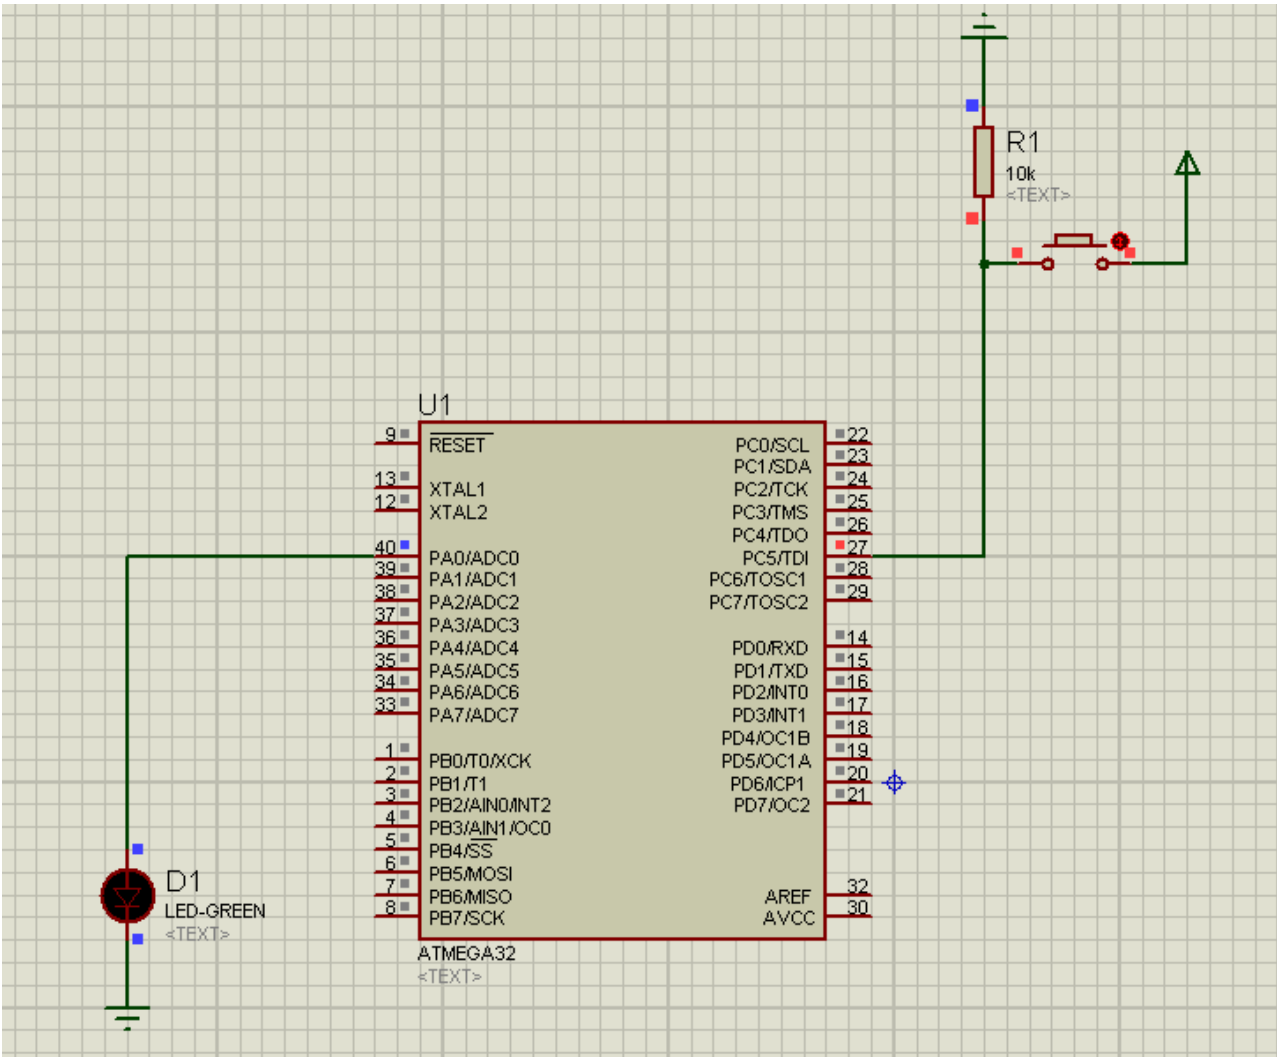 R1
10k
<TEXT>
U1
9 RESET
13 XTAL1
12 XTAL2
40 PA0/ADC0
39 PA1/ADC1
38 PA2/ADC2
37 PA3/ADC3
36 PA4/ADC4
35 PA5/ADC5
34 PA6/ADC6
33 PA7/ADC7
1 PB0/T0/XCK
2 PB1/T1
3 PB2/AIN0/INT2
4 PB3/AIN1/OC0
5 PB4/SS
6 PB5/MOSI
7 PB6/MISO
8 PB7/SCK
PC0/SCL 22
PC1/SDA 23
PC2/TCK 24
PC3/TMS 25
PC4/TDO 26
PC5/TDI 27
PC6/TOSC1 28
PC7/TOSC2 29
PD0/RXD 14
PD1/TXD 15
PD2/INT0 16
PD3/INT1 17
PD4/OC1B 18
PD5/OC1A 19
PD6/ICP1 20
PD7/OC2 21
AREF 32
AVCC 30
ATMEGA32
<TEXT>
D1
LED-GREEN
<TEXT>